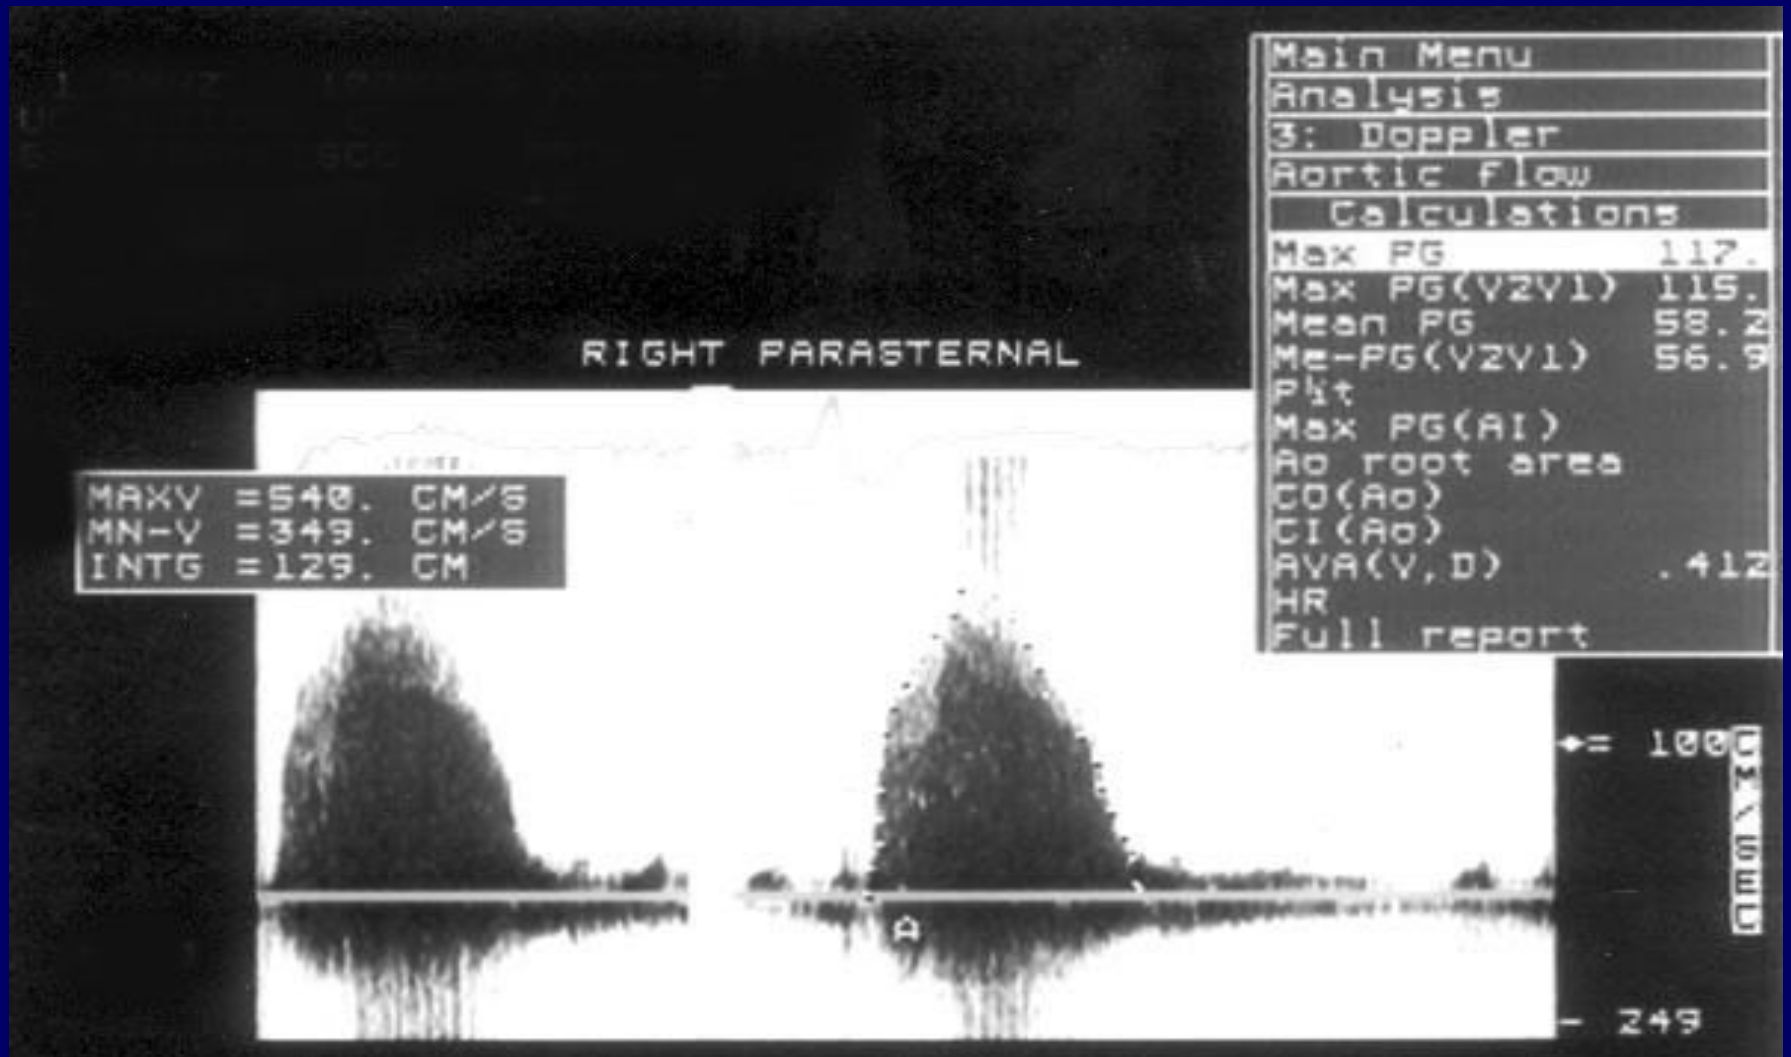 Main Menu
Analysis
3: Doppler
Aortic flow
Calculations
Max PG 117.
Max PG(V2V1) 115.
Mean PG 58.2
Me-PG(V2V1) 56.9
P½t
Max PG(AI)
Ao root area
CO(Ao)
CI(Ao)
AVA(V,D) .412
HR
Full report
RIGHT PARASTERNAL
MAXV =540. CM/S
MN-V =349. CM/S
INTG =129. CM
= 100
CM/SEC
A
- 249